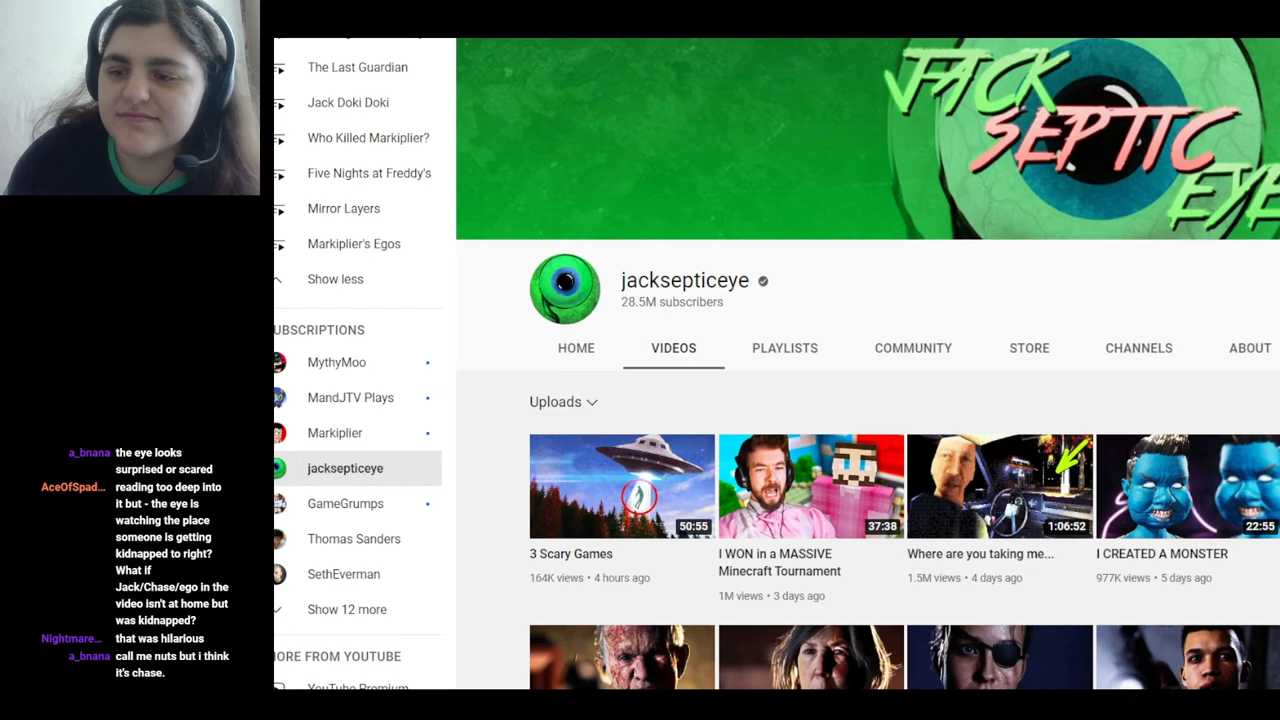 The Last Guardian
Jack Doki Doki
Who Killed Markiplier?
Five Nights at Freddy's
Mirror Layers
Markiplier's Egos
Show less
UBSCRIPTIONS
MythyMoo
MandJTV Plays
Markiplier
jacksepticeye
GameGrumps
Thomas Sanders
SethEverman
Show 12 more
ORE FROM YOUTUBE
YouTube Premium
JACK
SEPTIC
EYE
jacksepticeye
28.5M subscribers
HOME
VIDEOS
PLAYLISTS
COMMUNITY
STORE
CHANNELS
ABOUT
Uploads
50:55
3 Scary Games
164K views • 4 hours ago
37:38
I WON in a MASSIVE
Minecraft Tournament
1M views • 3 days ago
1:06:52
Where are you taking me...
1.5M views • 4 days ago
22:55
I CREATED A MONSTER
977K views • 5 days ago
a_bnana the eye looks
surprised or scared
AceOfSpad... reading too deep into
it but - the eye is
watching the place
someone is getting
kidnapped to right?
What if
Jack/Chase/ego in the
video isn't at home but
was kidnapped?
Nightmare... that was hilarious
a_bnana call me nuts but i think
it's chase.